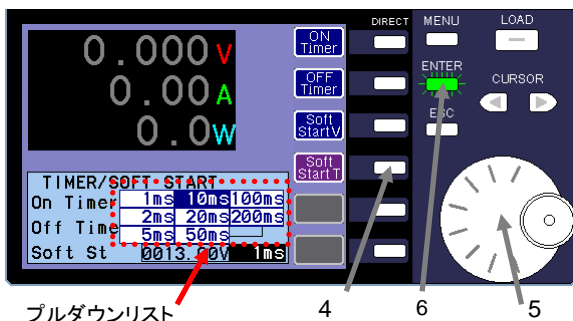 DIRECT MENU LOAD
0.000V
ON
Timer
ENTER
0.00A
OFF
Timer
CURSOR
0.0W
Soft
StartV
ESC
Soft
StartT
TIMER/SOFT START
On Timer 1ms 10ms 100ms
2ms 20ms 200ms
Off Time
5ms 50ms
Soft St 0013. 0V 1ms
プルダウンリスト 4 6 5